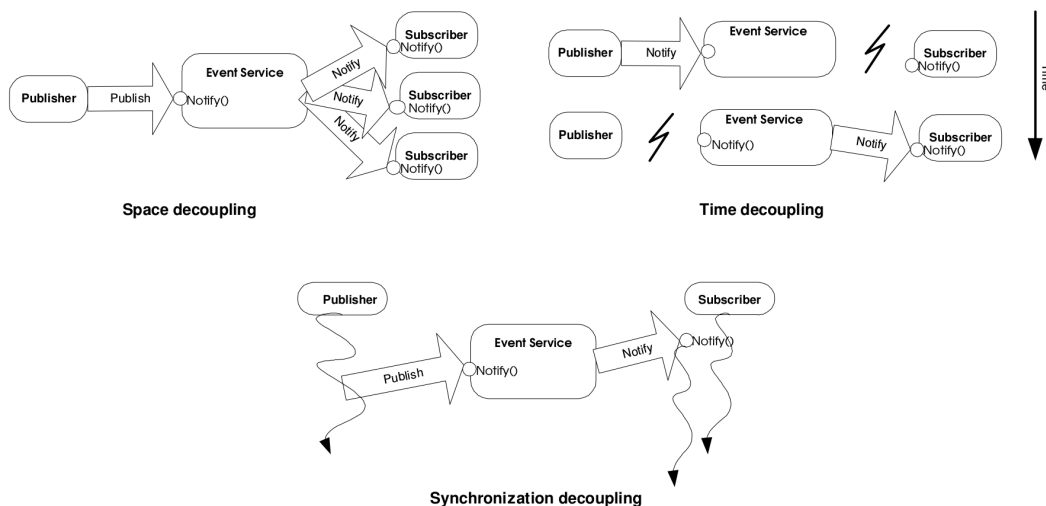 Publisher
Publish
Notify()
Event Service
Notify
Notify
Notify
Subscriber
Notify()
Subscriber
Notify()
Subscriber
Notify()
Space decoupling
Publisher
Notify
Event Service
Subscriber
Notify()
Publisher
Event Service
Notify()
Notify
Subscriber
Notify()
Time
Time decoupling
Publisher
Publish
Event Service
Notify()
Notify
Subscriber
Notify()
Synchronization decoupling